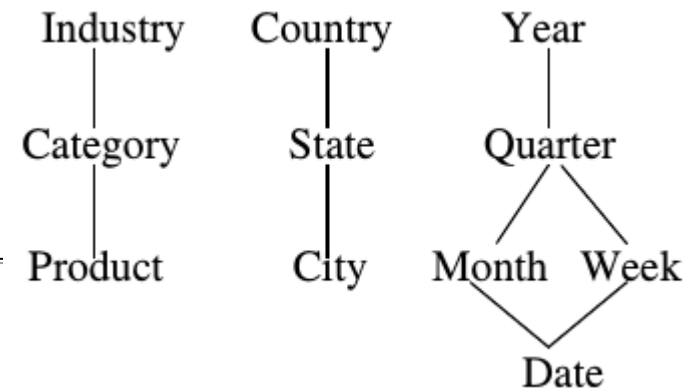 Industry Country Year
Category State Quarter
Product City Month Week
Date